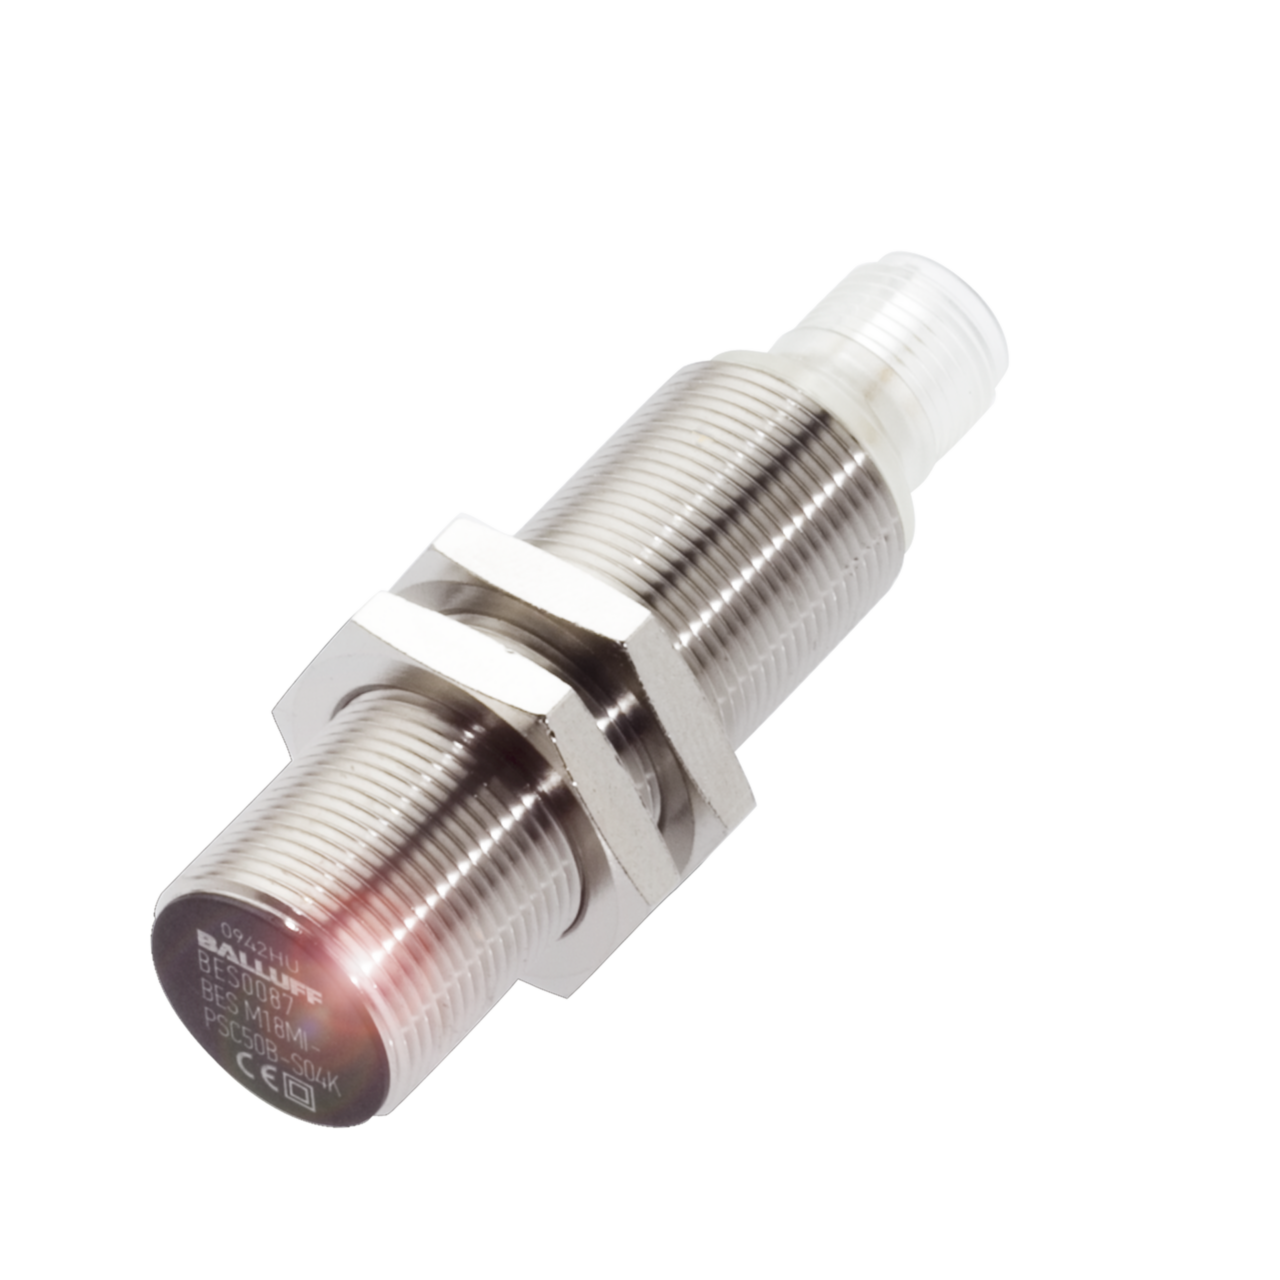 0942HU
BALLUFF
BES0087
BES M18MI-
PSC50B-S04K
CE